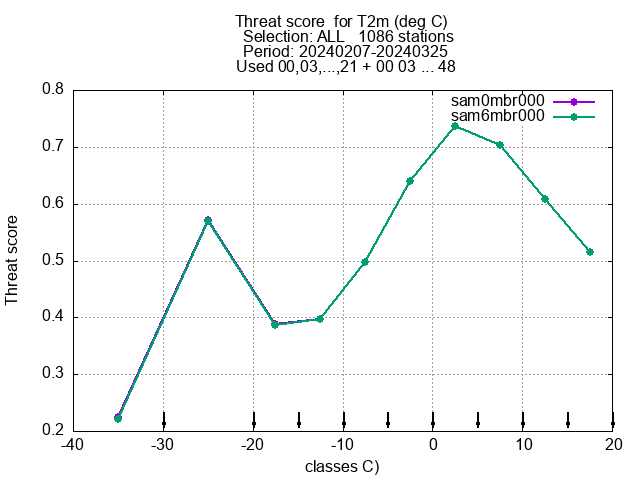 Threat score  for T2m (deg C)
Selection: ALL   1086 stations
Period: 20240207-20240325
Used 00,03,...,21 + 00 03 ... 48
sam0mbr000
sam6mbr000
0.8
0.7
0.6
0.5
0.4
0.3
0.2
Threat score
-40 -30 -20 -10 0 10 20
classes C)